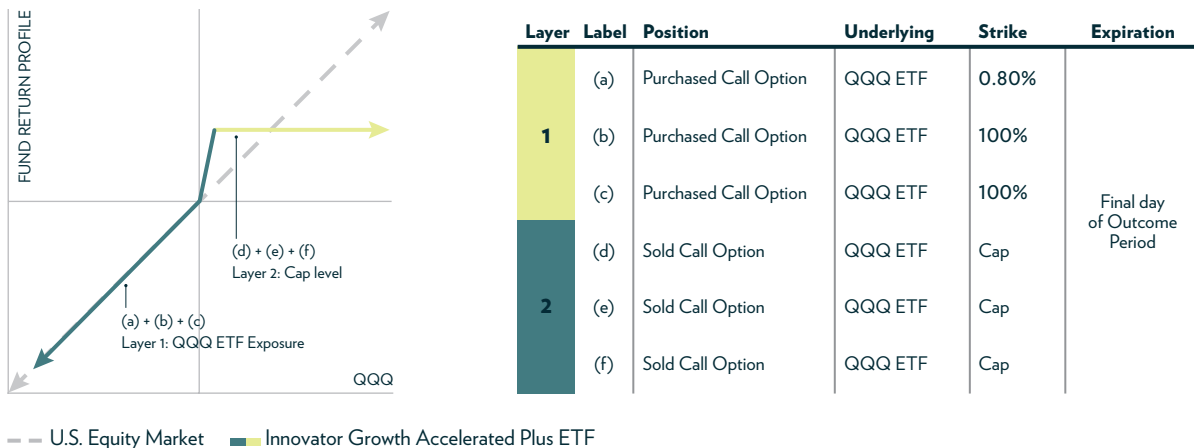 FUND RETURN PROFILE
(d) + (e) + (f)
Layer 2: Cap level
(a) + (b) + (c)
Layer 1: QQQ ETF Exposure
QQQ
U.S. Equity Market Innovator Growth Accelerated Plus ETF
Layer Label Position Underlying Strike Expiration
1
(a) Purchased Call Option QQQ ETF 0.80%
(b) Purchased Call Option QQQ ETF 100%
(c) Purchased Call Option QQQ ETF 100%
2
(d) Sold Call Option QQQ ETF Cap
(e) Sold Call Option QQQ ETF Cap
(f) Sold Call Option QQQ ETF Cap
Final day
of Outcome
Period